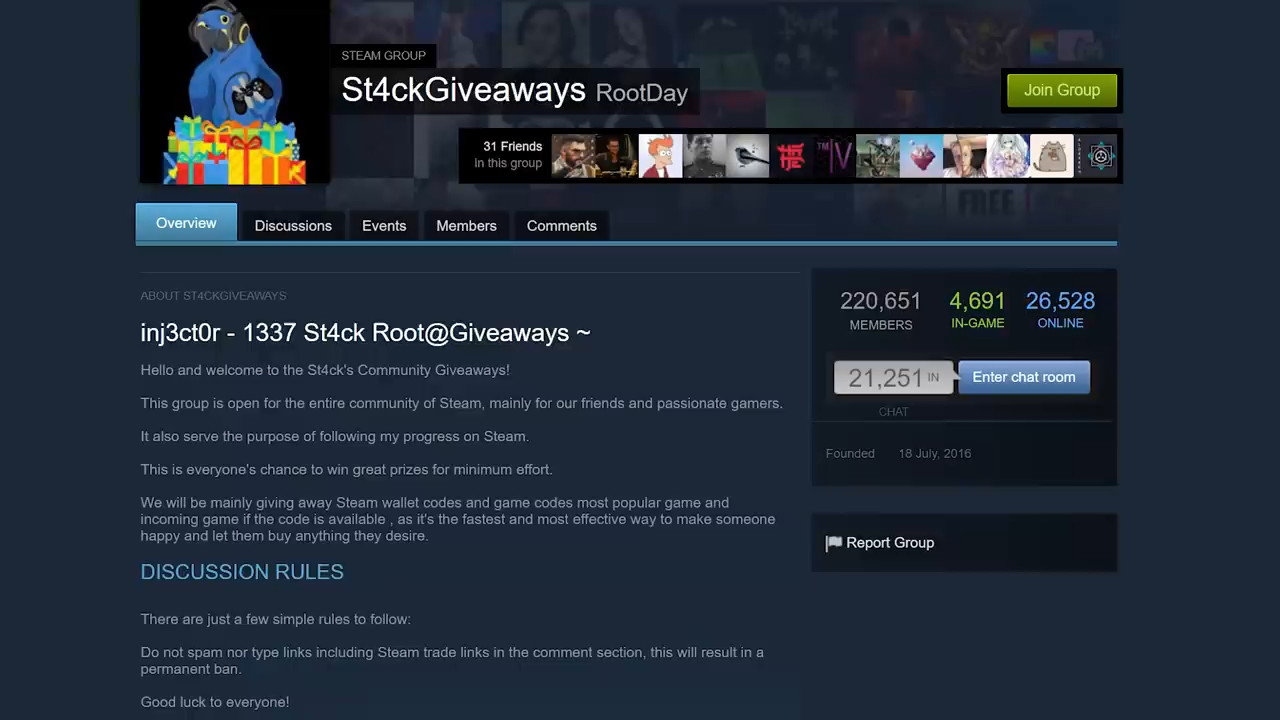 STEAM GROUP
St4ckGiveaways RootDay
Join Group
31 Friends
In this group
™IV
FREE
Overview
Discussions
Events
Members
Comments
ABOUT ST4CKGIVEAWAYS
inj3ct0r - 1337 St4ck Root@Giveaways ~
Hello and welcome to the St4ck's Community Giveaways!
This group is open for the entire community of Steam, mainly for our friends and passionate gamers.
It also serve the purpose of following my progress on Steam.
This is everyone's chance to win great prizes for minimum effort.
We will be mainly giving away Steam wallet codes and game codes most popular game and
incoming game if the code is available , as it's the fastest and most effective way to make someone
happy and let them buy anything they desire.
DISCUSSION RULES
There are just a few simple rules to follow:
Do not spam nor type links including Steam trade links in the comment section, this will result in a
permanent ban.
Good luck to everyone!
220,651
MEMBERS
4,691
IN-GAME
26,528
ONLINE
21,251 IN
CHAT
Enter chat room
Founded 18 July, 2016
Report Group